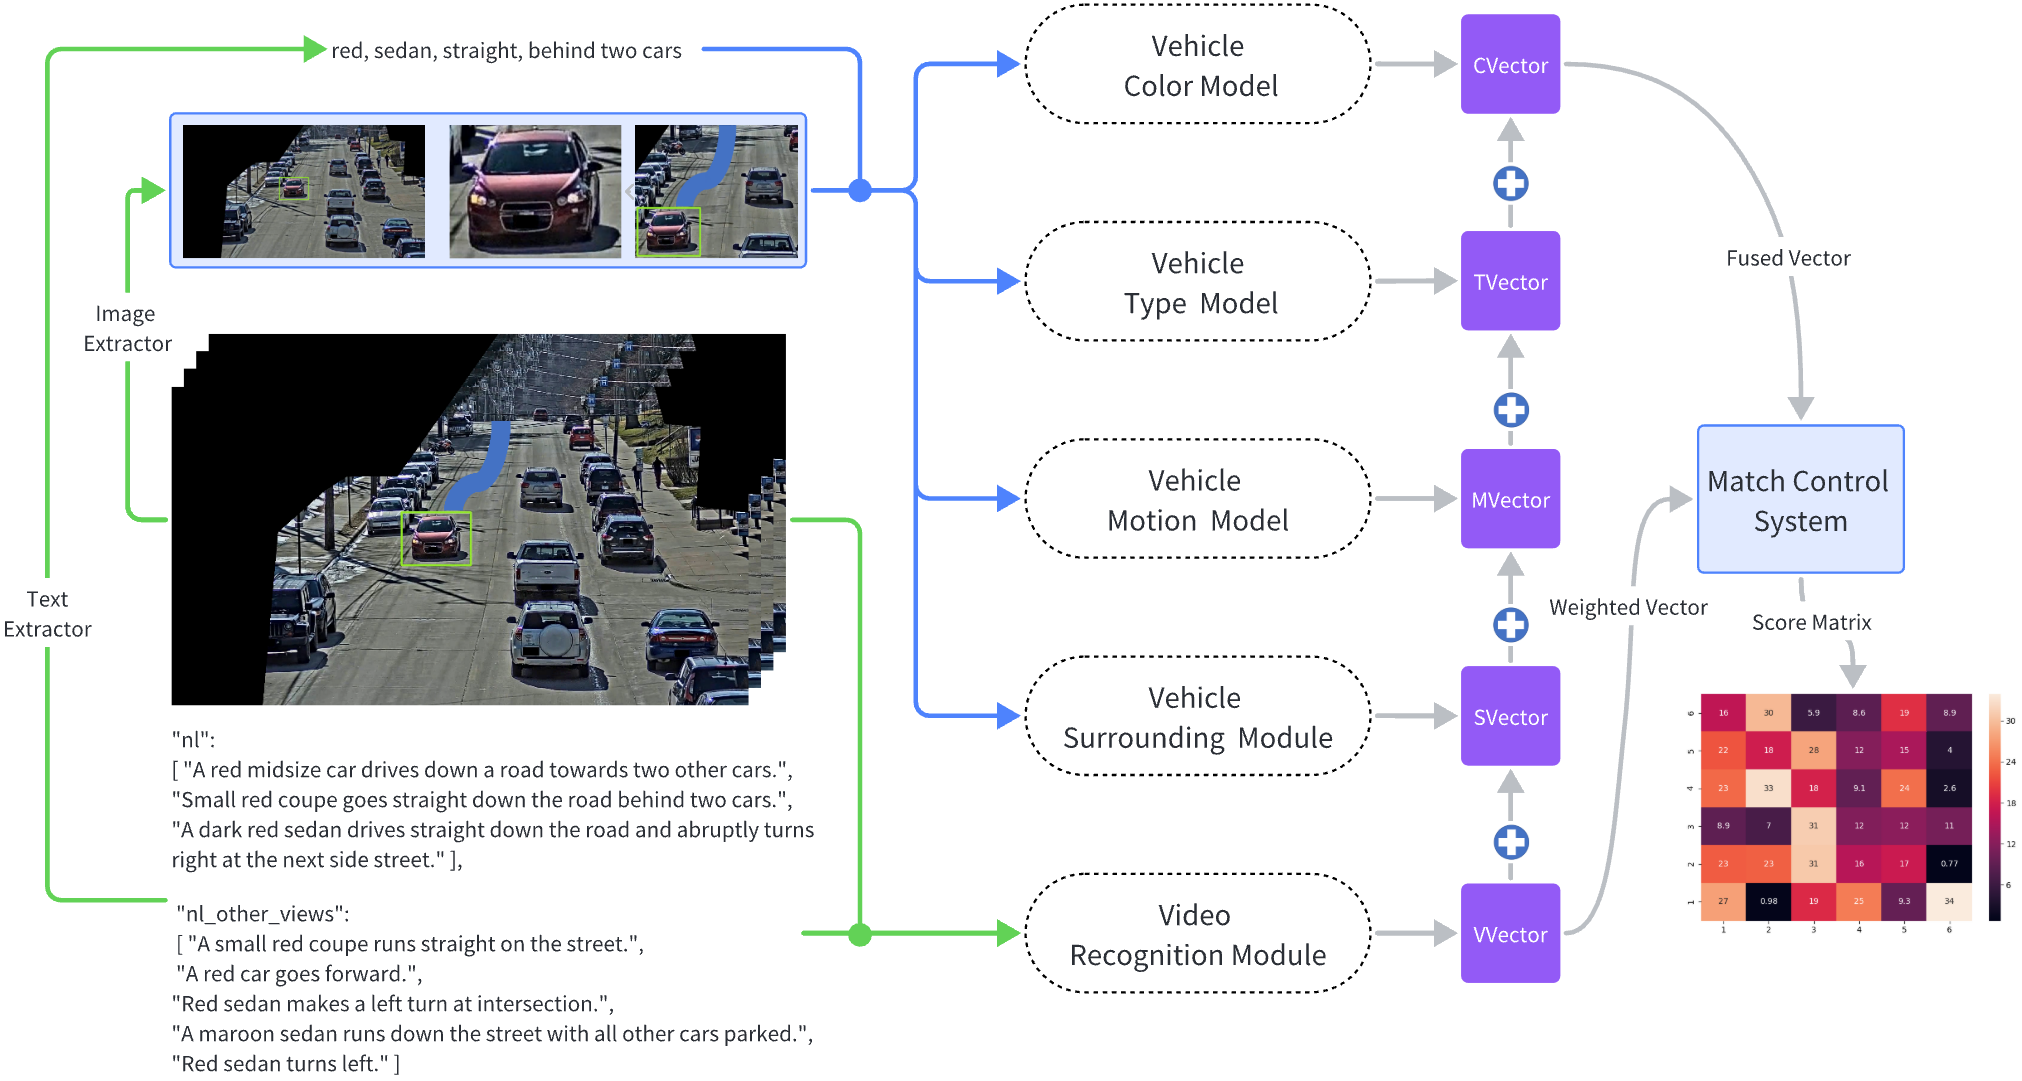 red, sedan, straight, behind two cars
Image
Extractor
Text
Extractor
"nl":
[ "A red midsize car drives down a road towards two other cars.",
"Small red coupe goes straight down the road behind two cars.",
"A dark red sedan drives straight down the road and abruptly turns
right at the next side street." ],
"nl_other_views":
[ "A small red coupe runs straight on the street.",
"A red car goes forward.",
"Red sedan makes a left turn at intersection.",
"A maroon sedan runs down the street with all other cars parked.",
"Red sedan turns left." ]
Vehicle
Color Model
Vehicle
Type Model
Vehicle
Motion Model
Vehicle
Surrounding Module
Video
Recognition Module
CVector
TVector
MVector
SVector
VVector
Fused Vector
Weighted Vector
Match Control
System
Score Matrix
6 16 30 5.9 8.6 19 8.9
5 22 18 28 12 15 4
4 23 33 18 9.1 24 2.6
3 8.9 7 31 12 12 11
2 23 23 31 16 17 0.77
1 27 0.98 19 25 9.3 34
1 2 3 4 5 6
30
24
18
12
6